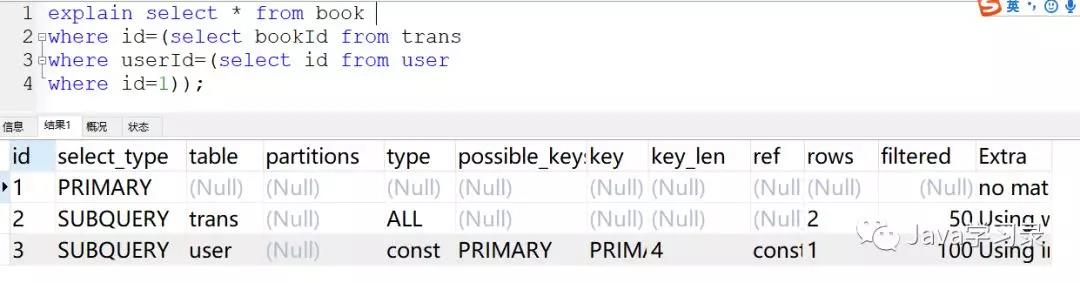 英
1 explain select * from book
2 where id=(select bookId from trans
3 where userId=(select id from user
4 where id=1));
信息 结果1 概况 状态
id select_type table partitions type possible_keys key key_len ref rows filtered Extra
1 PRIMARY (Null) (Null) (Null) (Null) (Null) (Null) (Null) (Null) (Null) no mat
2 SUBQUERY trans (Null) ALL (Null) (Null) (Null) (Null 2 50 Using w
3 SUBQUERY user (Null) const PRIMARY PRIMA 4 const 1 100 Using in
Java学习录